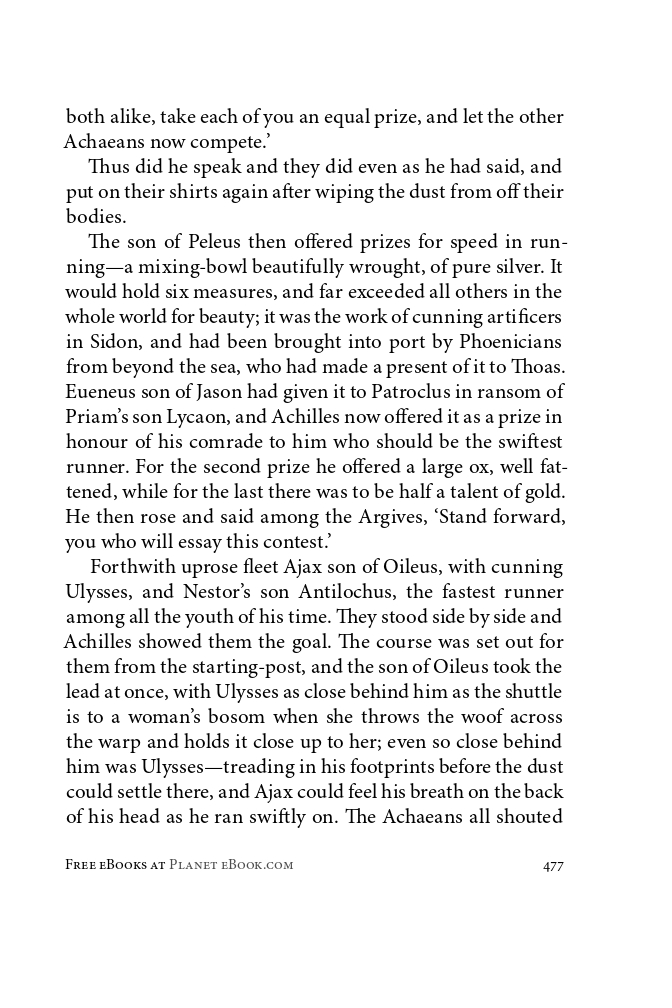 both alike, take each of you an equal prize, and let the other
Achaeans now compete.’
Thus did he speak and they did even as he had said, and
put on their shirts again after wiping the dust from off their
bodies.
The son of Peleus then offered prizes for speed in run-
ning—a mixing-bowl beautifully wrought, of pure silver. It
would hold six measures, and far exceeded all others in the
whole world for beauty; it was the work of cunning artificers
in Sidon, and had been brought into port by Phoenicians
from beyond the sea, who had made a present of it to Thoas.
Eueneus son of Jason had given it to Patroclus in ransom of
Priam’s son Lycaon, and Achilles now offered it as a prize in
honour of his comrade to him who should be the swiftest
runner. For the second prize he offered a large ox, well fat-
tened, while for the last there was to be half a talent of gold.
He then rose and said among the Argives, ‘Stand forward,
you who will essay this contest.’
Forthwith uprose fleet Ajax son of Oileus, with cunning
Ulysses, and Nestor’s son Antilochus, the fastest runner
among all the youth of his time. They stood side by side and
Achilles showed them the goal. The course was set out for
them from the starting-post, and the son of Oileus took the
lead at once, with Ulysses as close behind him as the shuttle
is to a woman’s bosom when she throws the woof across
the warp and holds it close up to her; even so close behind
him was Ulysses—treading in his footprints before the dust
could settle there, and Ajax could feel his breath on the back
of his head as he ran swiftly on. The Achaeans all shouted
Free eBooks at Planet eBook.com 477